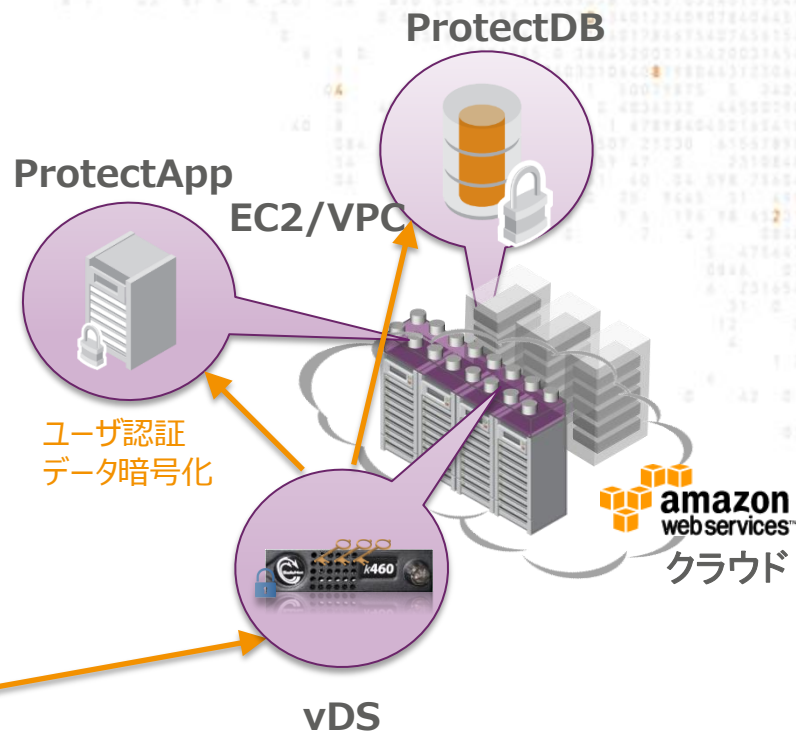 ProtectDB
ProtectApp
EC2/VPC
ユーザ認証
データ暗号化
k460
amazon
webservices™
クラウド
vDS